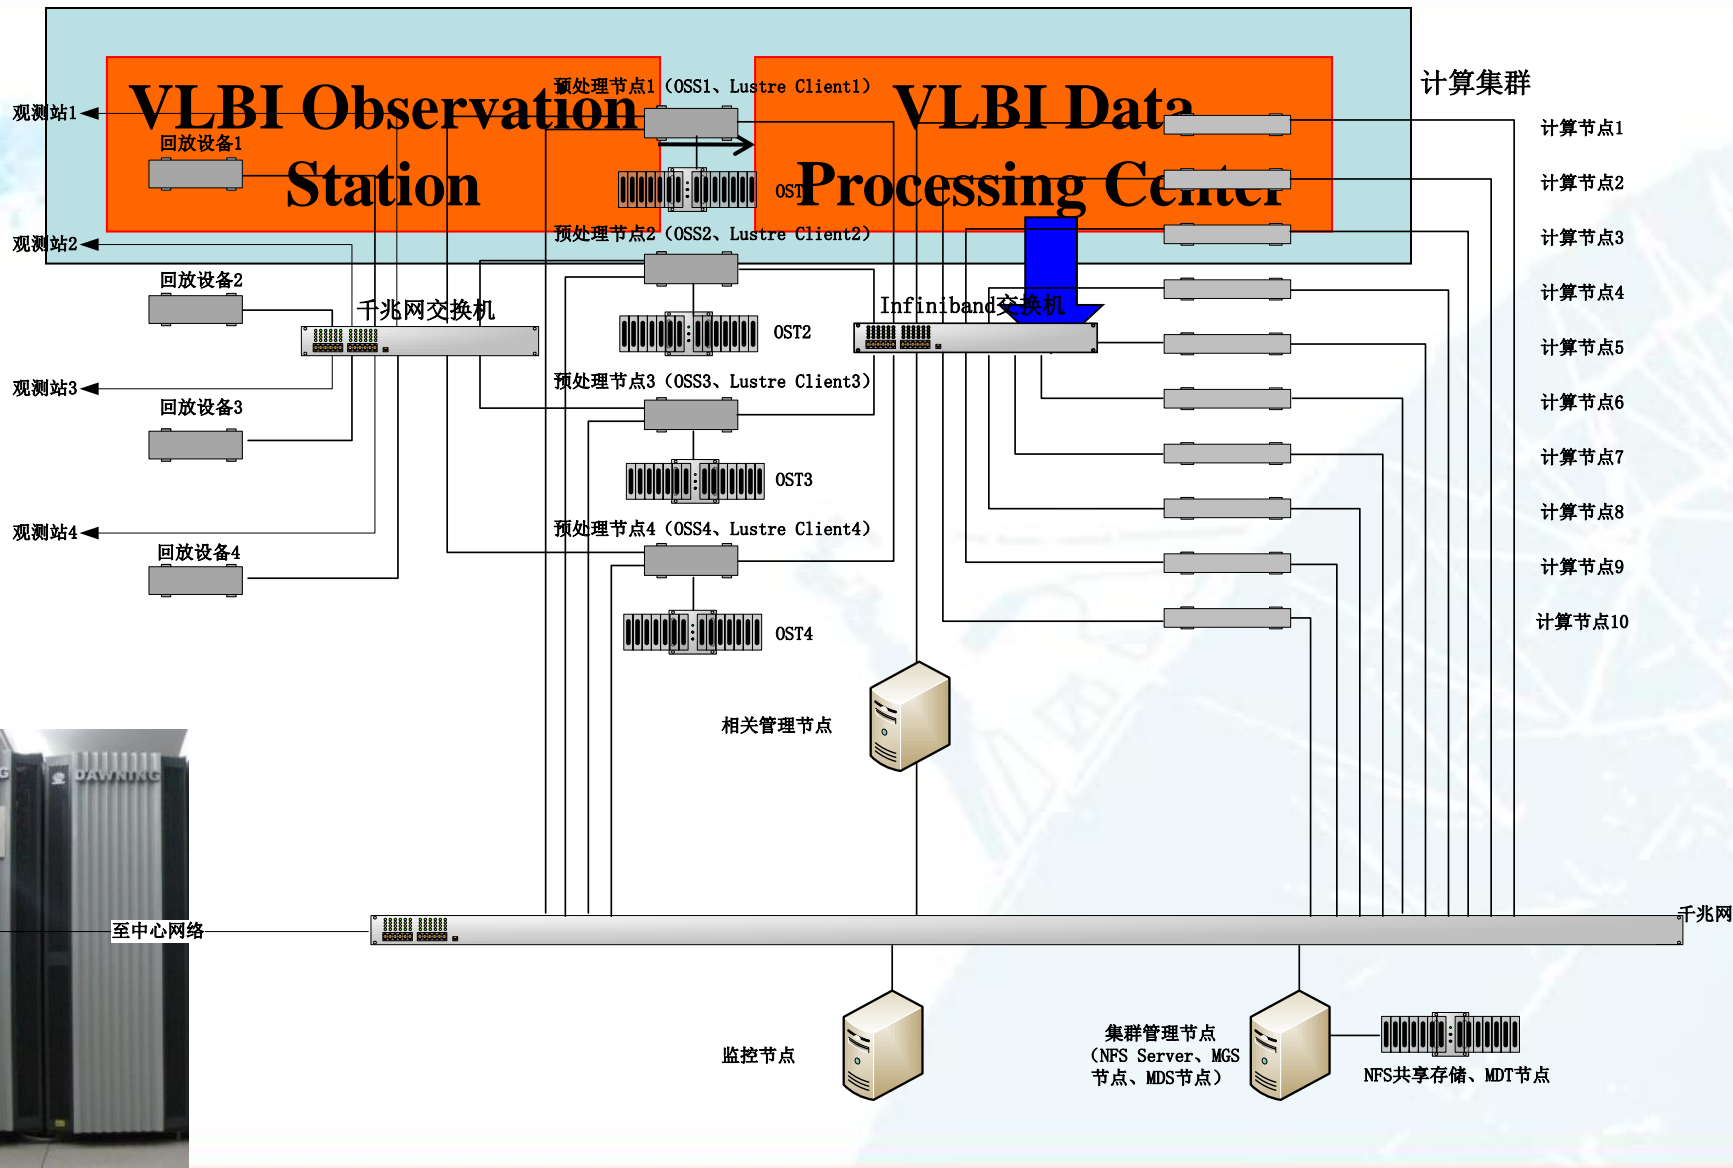 VLBI Observation
Station
VLBI Data
Processing Center
计算集群
观测站1
观测站2
观测站3
观测站4
回放设备1
回放设备2
回放设备3
回放设备4
千兆网交换机
预处理节点1（OSS1、Lustre Client1）
OST
预处理节点2（OSS2、Lustre Client2）
OST2
预处理节点3（OSS3、Lustre Client3）
OST3
预处理节点4（OSS4、Lustre Client4）
OST4
Infiniband交换机
计算节点1
计算节点2
计算节点3
计算节点4
计算节点5
计算节点6
计算节点7
计算节点8
计算节点9
计算节点10
相关管理节点
DAWNING
至中心网络
千兆网
监控节点
集群管理节点
（NFS Server、MGS
节点、MDS节点）
NFS共享存储、MDT节点